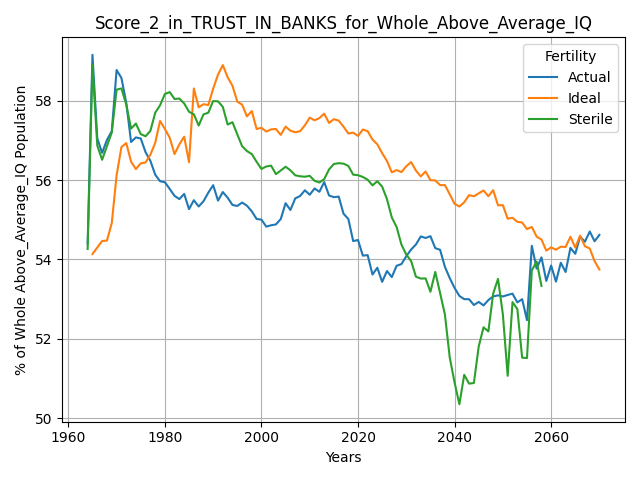 Score_2_in_TRUST_IN_BANKS_for_Whole_Above_Average_IQ
Fertility
Actual
Ideal
Sterile
% of Whole Above_Average_IQ Population
58
56
54
52
50
1960
1980
2000
2020
2040
2060
Years